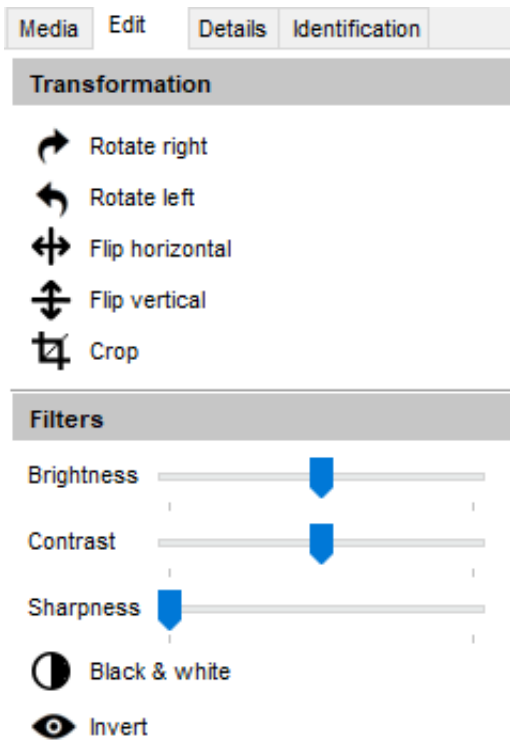 Media Edit Details Identification
Transformation
Rotate right
Rotate left
Flip horizontal
Flip vertical
Crop
Filters
Brightness
Contrast
Sharpness
Black & white
Invert